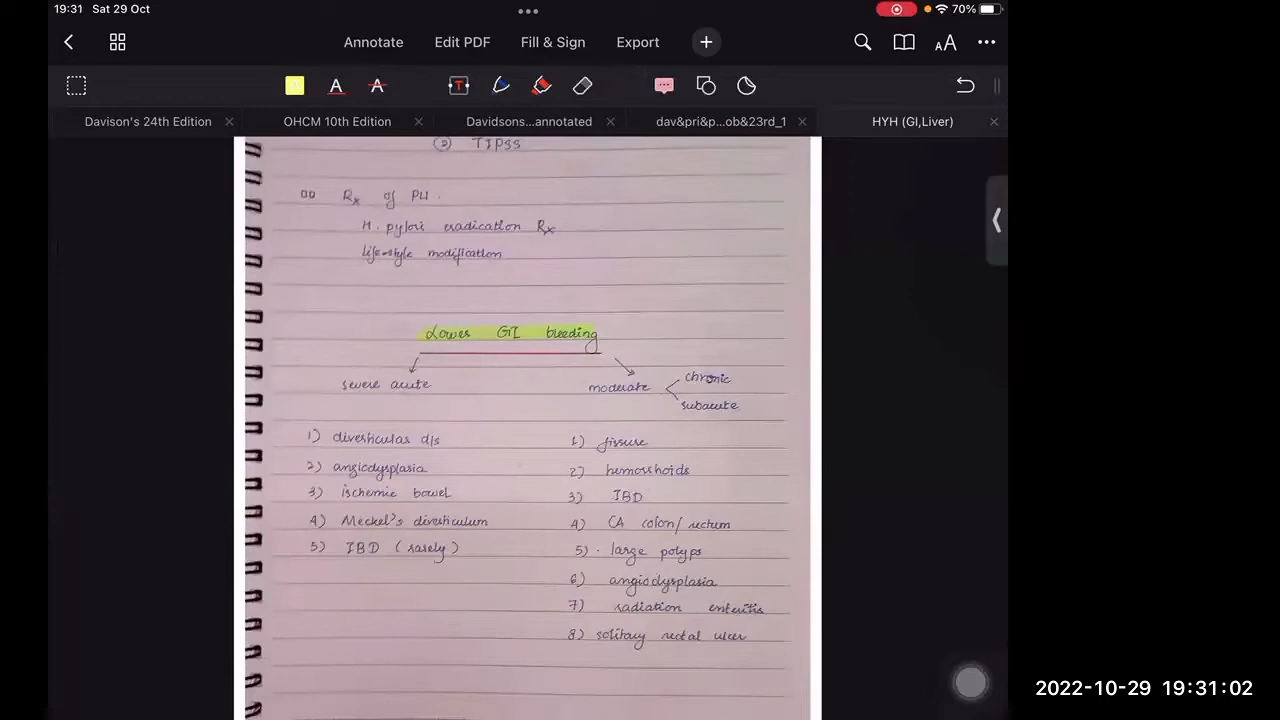 19:31 Sat 29 Oct
70%
Annotate Edit PDF Fill & Sign Export
Davison's 24th Edition OHCM 10th Edition Davidsons...annotated dav&pri&p...ob&23rd_1 HYH (GI,Liver)
② TIPSS
Rx of PU.
H. pylori eradication Rx
life-style modification
Lower GI bleeding
severe acute
moderate
chronic
subacute
1) diverticular d/s
2) angiodysplasia
3) ischemic bowel
4) Meckel's diverticulum
5) IBD (rarely)
1) fissure
2) hemorrhoids
3) IBD
4) CA colon/rectum
5) large polyps
6) angiodysplasia
7) radiation enteritis
8) solitary rectal ulcer
2022-10-29 19:31:02